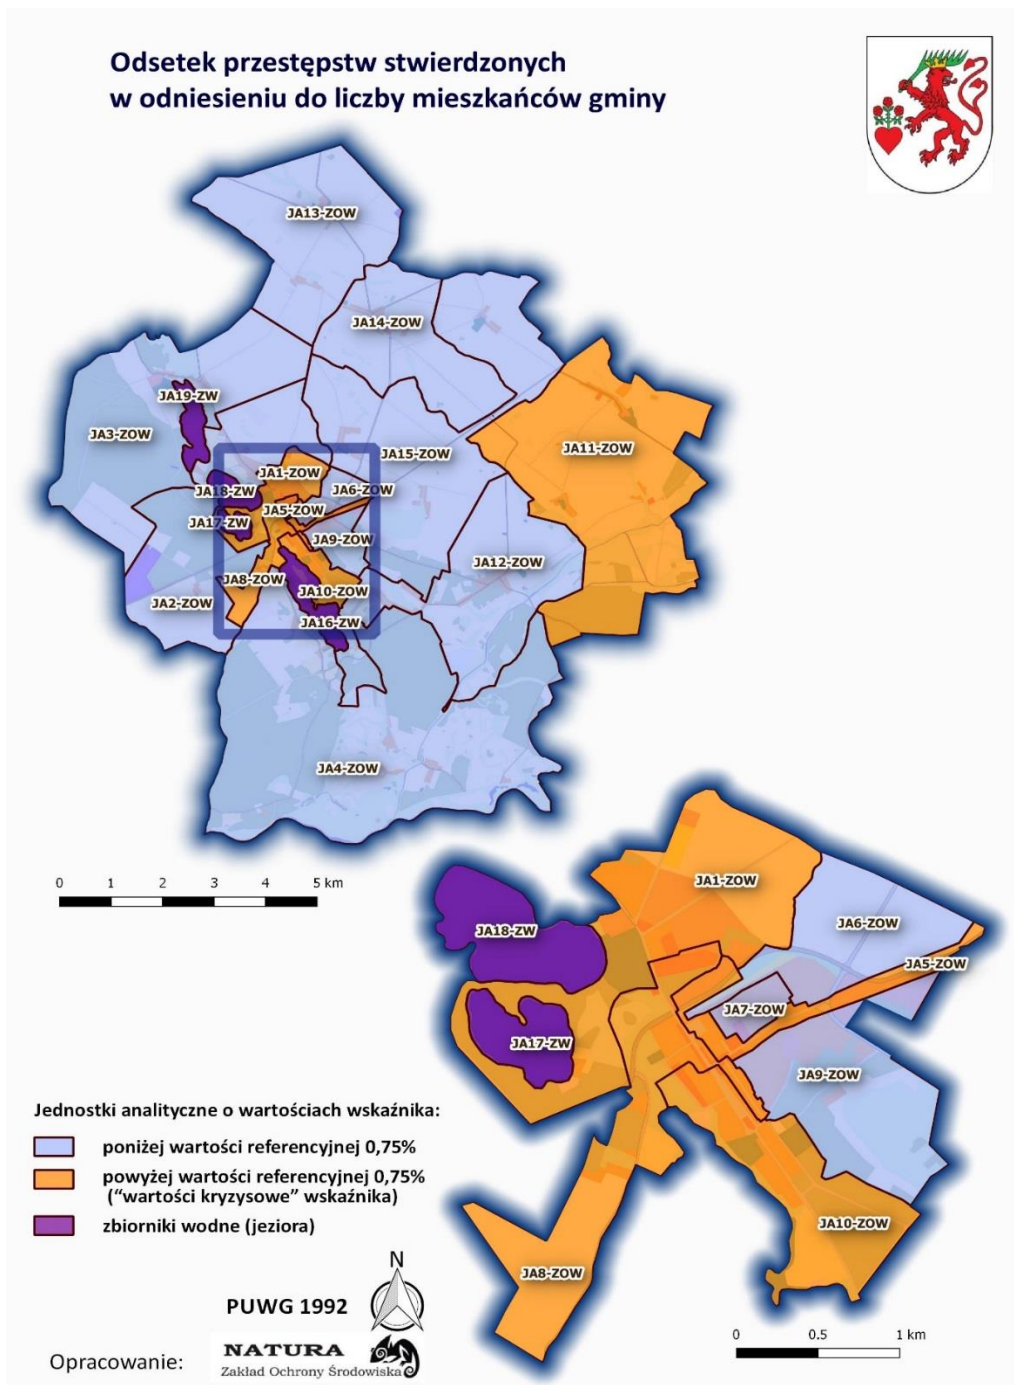 Odsetek przestępstw stwierdzonych
w odniesieniu do liczby mieszkańców gminy
JA13-ZOW
JA14-ZOW
JA19-ZW
JA3-ZOW
JA11-ZOW
JA15-ZOW
JA1-ZOW
JA18-ZW
JA6-ZOW
JA5-ZOW
JA17-ZW
JA9-ZOW
JA12-ZOW
JA8-ZOW
JA10-ZOW
JA2-ZOW
JA16-ZW
JA4-ZOW
0 1 2 3 4 5 km
JA1-ZOW
JA18-ZW
JA6-ZOW
JA5-ZOW
JA7-ZOW
JA17-ZW
JA9-ZOW
JA10-ZOW
JA8-ZOW
Jednostki analityczne o wartościach wskaźnika:
poniżej wartości referencyjnej 0,75%
powyżej wartości referencyjnej 0,75%
(“wartości kryzysowe” wskaźnika)
zbiorniki wodne (jeziora)
N
PUWG 1992
0 0.5 1 km
Opracowanie:
NATURA
Zakład Ochrony Środowiska